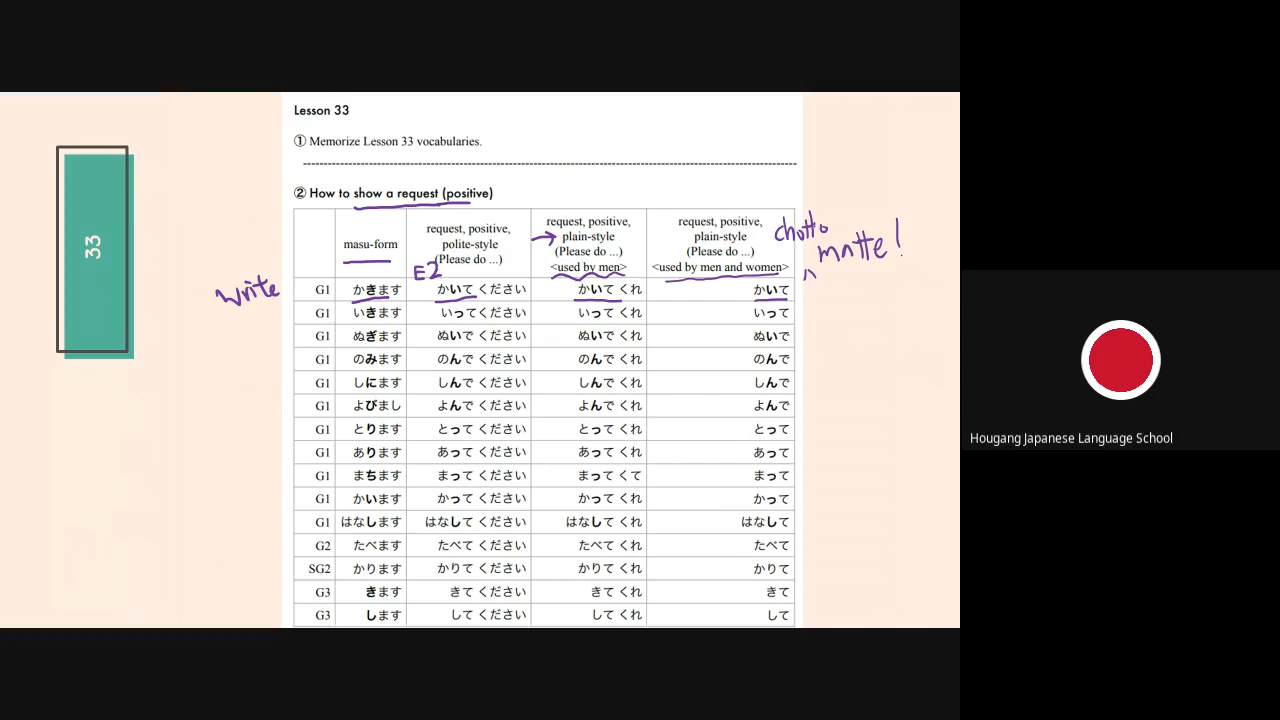 33
Lesson 33
① Memorize Lesson 33 vocabularies.
② How to show a request (positive)
masu-form
request, positive,
polite-style
(Please do ...)
request, positive,
plain-style
(Please do ...)
<used by men>
request, positive,
plain-style
(Please do ...)
<used by men and women>
E2
chotto
matte!
write
G1 かきます かいて ください かいて くれ かいて
G1 いきます いってください いって くれ いって
G1 ぬぎます ぬいで ください ぬいで くれ ぬいで
G1 のみます のんで ください のんで くれ のんで
G1 しにます しんで ください しんで くれ しんで
G1 よびまし よんで ください よんで くれ よんで
G1 とります とって ください とって くれ とって
G1 あります あって ください あって くれ あって
G1 まちます まって ください まって くて まって
G1 かいます かって ください かって くれ かって
G1 はなします はなして ください はなして くれ はなして
G2 たべます たべて ください たべて くれ たべて
SG2 かります かりて ください かりて くれ かりて
G3 きます きて ください きて くれ きて
G3 します して ください して くれ して
Hougang Japanese Language School